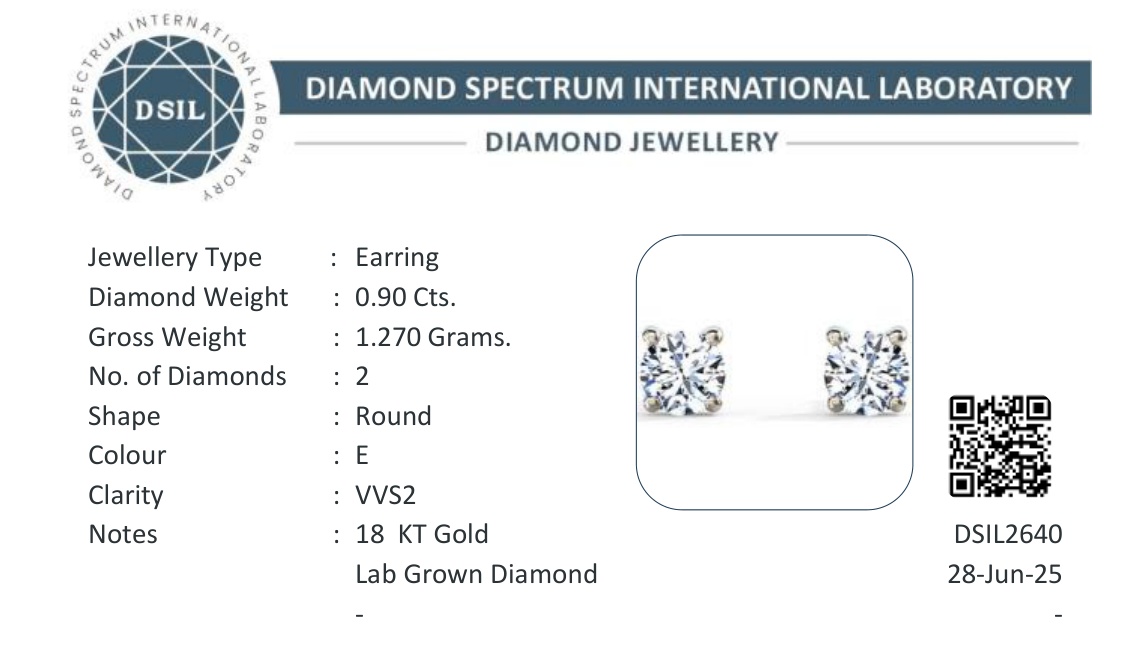 DIAMOND SPECTRUM INTERNATIONAL LABORATORY
DSIL
DIAMOND SPECTRUM INTERNATIONAL LABORATORY
DIAMOND JEWELLERY
Jewellery Type : Earring
Diamond Weight : 0.90 Cts.
Gross Weight : 1.270 Grams.
No. of Diamonds : 2
Shape : Round
Colour : E
Clarity : VVS2
Notes : 18 KT Gold DSIL2640
Lab Grown Diamond 28-Jun-25
- -